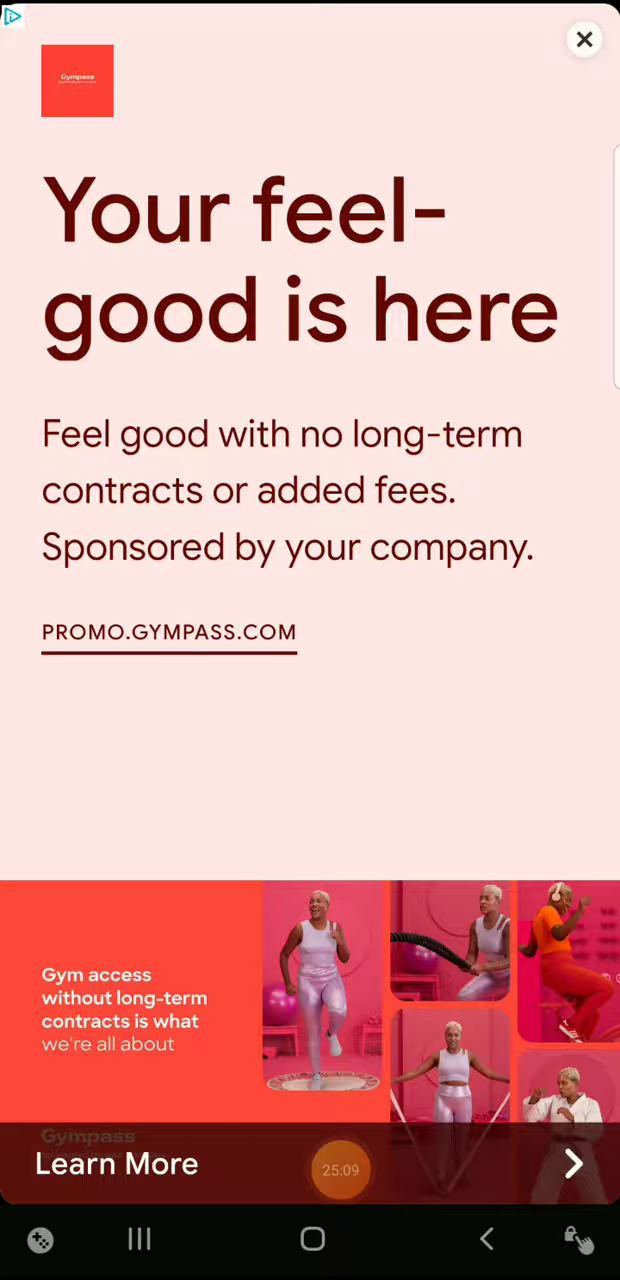 Gympass
Your feel-
good is here
Feel good with no long-term
contracts or added fees.
Sponsored by your company.
PROMO.GYMPASS.COM
Gym access
without long-term
contracts is what
we're all about
Gympass
Learn More
25:09